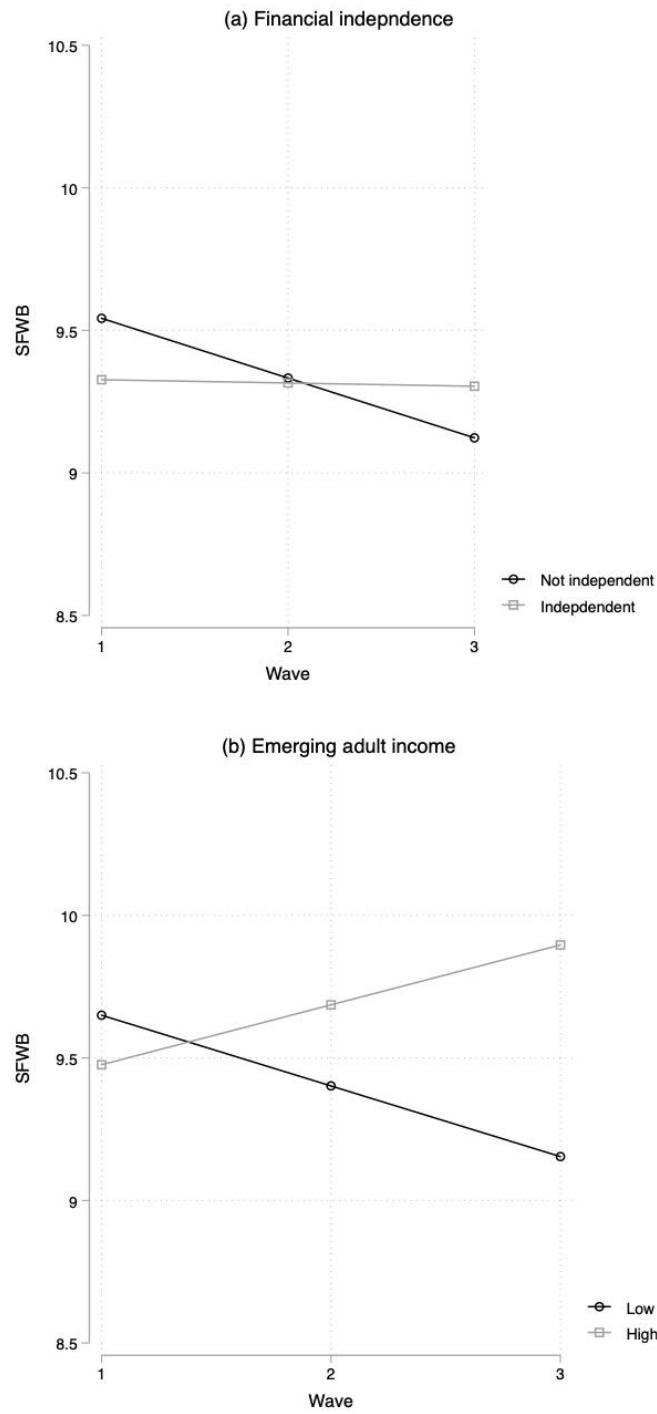 (a) Financial indepndence
10.5
10
9.5
9
8.5
SFWB
1 2 3
Wave
Not independent
Indepdendent
(b) Emerging adult income
10.5
10
9.5
9
8.5
SFWB
1 2 3
Wave
Low
High